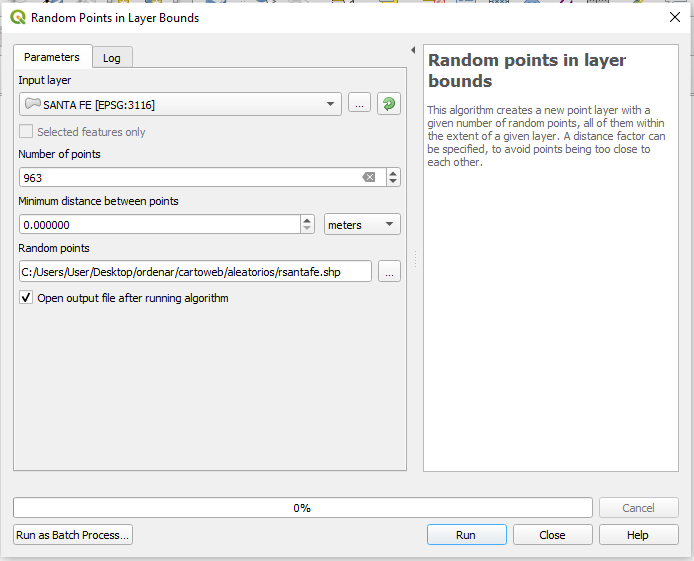 Random Points in Layer Bounds
Parameters
Log
Input layer
SANTA FE [EPSG:3116]
...
Selected features only
Number of points
963
Minimum distance between points
0.000000
meters
Random points
C:/Users/User/Desktop/ordenar/cartoweb/aleatorios/rsantafe.shp
...
Open output file after running algorithm
Random points in layer
bounds
This algorithm creates a new point layer with a
given number of random points, all of them within
the extent of a given layer. A distance factor can
be specified, to avoid points being too close to
each other.
0%
Cancel
Run as Batch Process...
Run
Close
Help